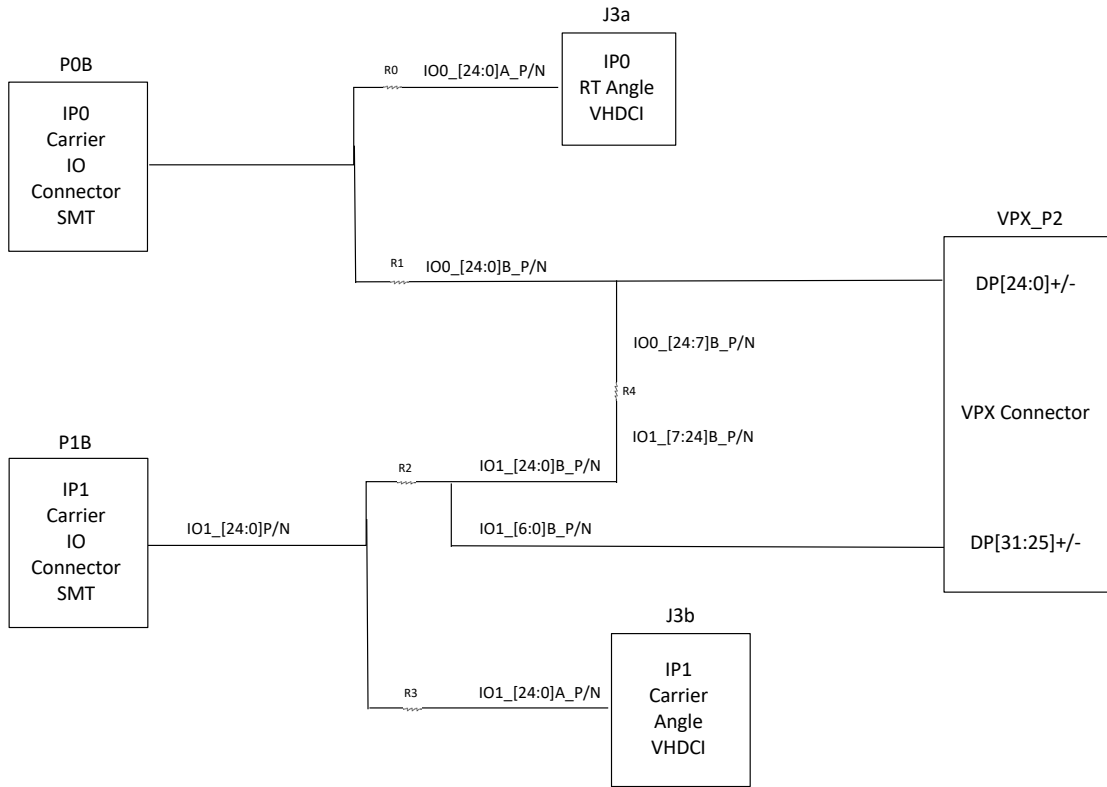 J3a
P0B
R0
IO0_[24:0]A_P/N
IP0
RT Angle
VHDCI
IP0
Carrier
IO
Connector
SMT
VPX_P2
R1
IO0_[24:0]B_P/N
DP[24:0]+/-
IO0_[24:7]B_P/N
R4
VPX Connector
P1B
IO1_[7:24]B_P/N
R2
IO1_[24:0]B_P/N
IP1
Carrier
IO
Connector
SMT
IO1_[24:0]P/N
IO1_[6:0]B_P/N
DP[31:25]+/-
J3b
R3
IO1_[24:0]A_P/N
IP1
Carrier
Angle
VHDCI